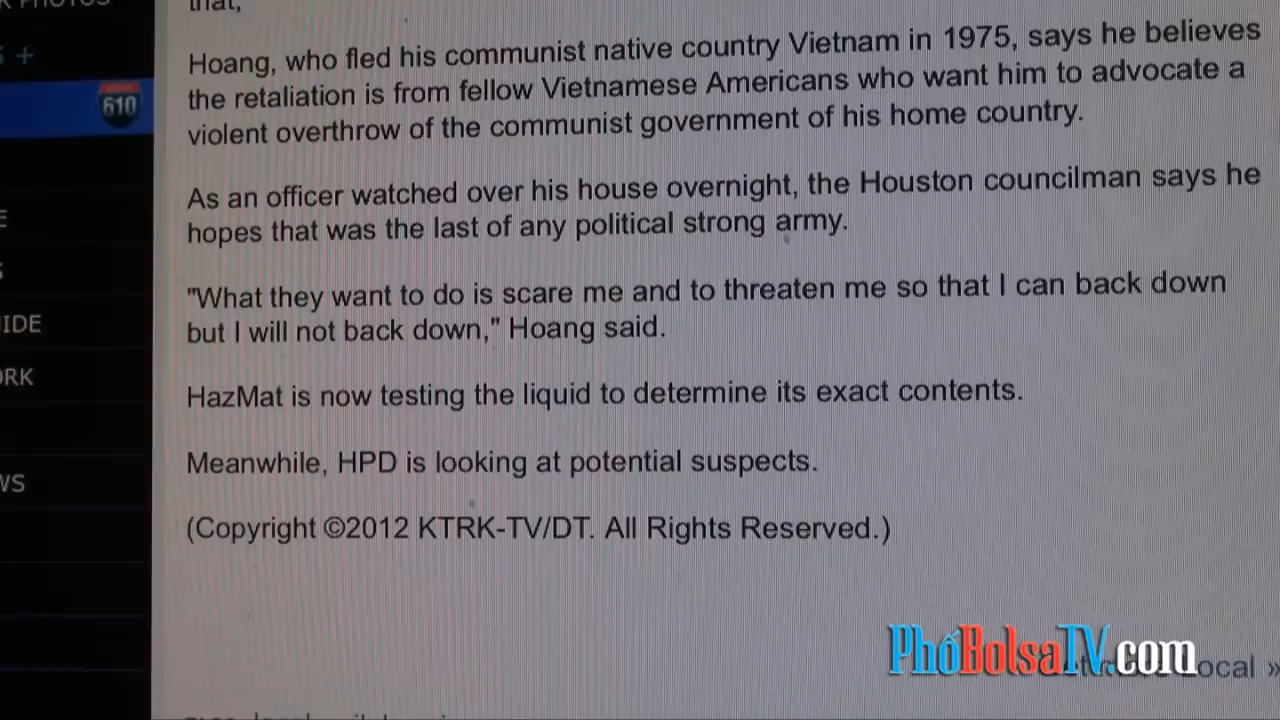 PHOTOS
+
610
that,
Hoang, who fled his communist native country Vietnam in 1975, says he believes
the retaliation is from fellow Vietnamese Americans who want him to advocate a
violent overthrow of the communist government of his home country.
As an officer watched over his house overnight, the Houston councilman says he
hopes that was the last of any political strong army.
"What they want to do is scare me and to threaten me so that I can back down
but I will not back down," Hoang said.
HazMat is now testing the liquid to determine its exact contents.
Meanwhile, HPD is looking at potential suspects.
(Copyright ©2012 KTRK-TV/DT. All Rights Reserved.)
PhốBolsaTV.com